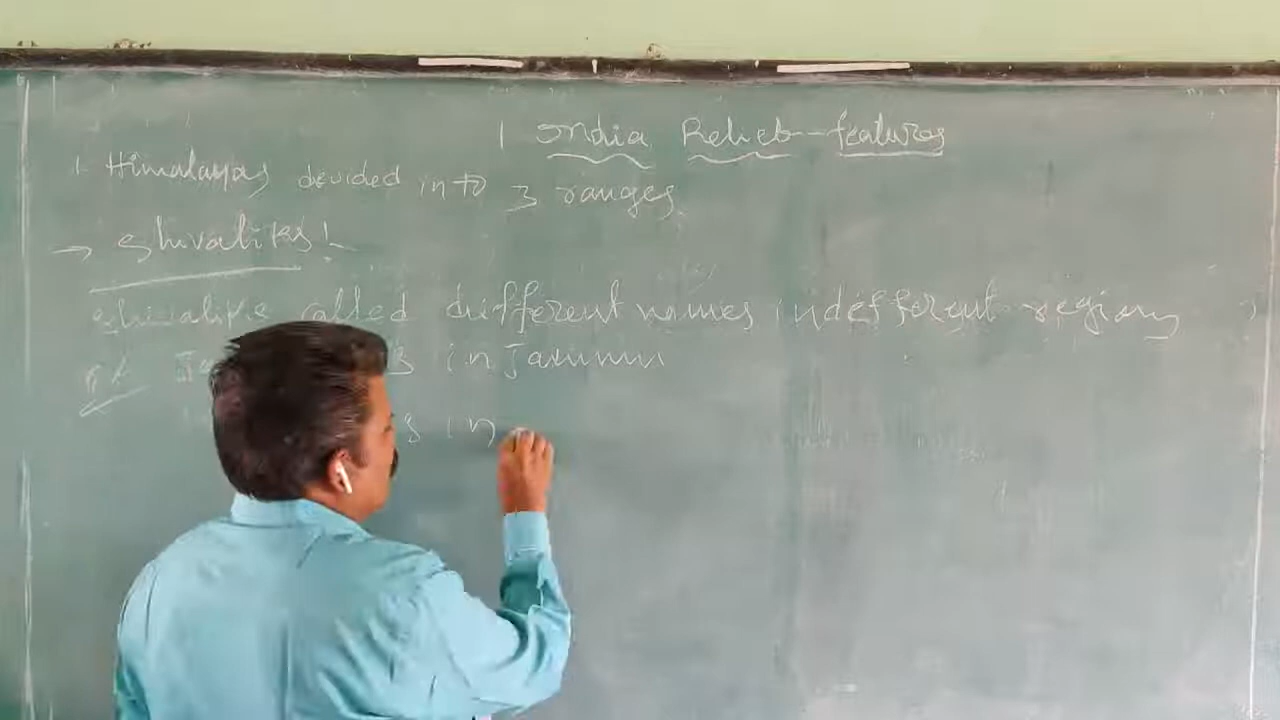 1 India Relief features
1. Himalayas devided into 3 ranges
→ Shivaliks:
Shivaliks called different names in different regions
in Jammu
in